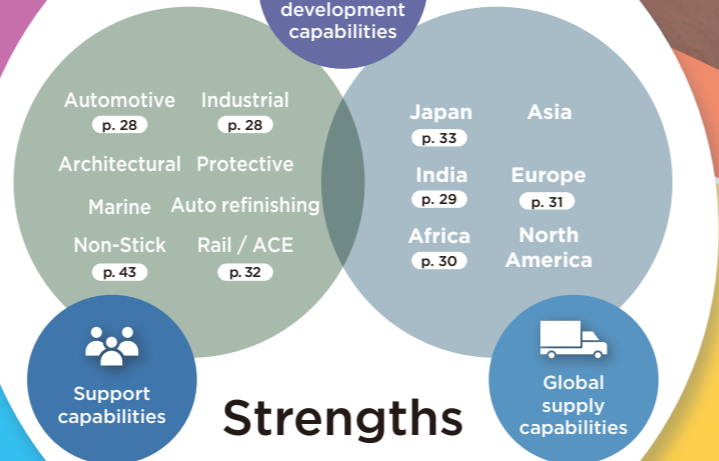 development
capabilities
Automotive Industrial
p. 28 p. 28
Architectural Protective
Marine Auto refinishing
Non-Stick Rail / ACE
p. 43 p. 32
Japan Asia
p. 33
India Europe
p. 29 p. 31
Africa North
America
p. 30
Support
capabilities
Strengths
Global
supply
capabilities